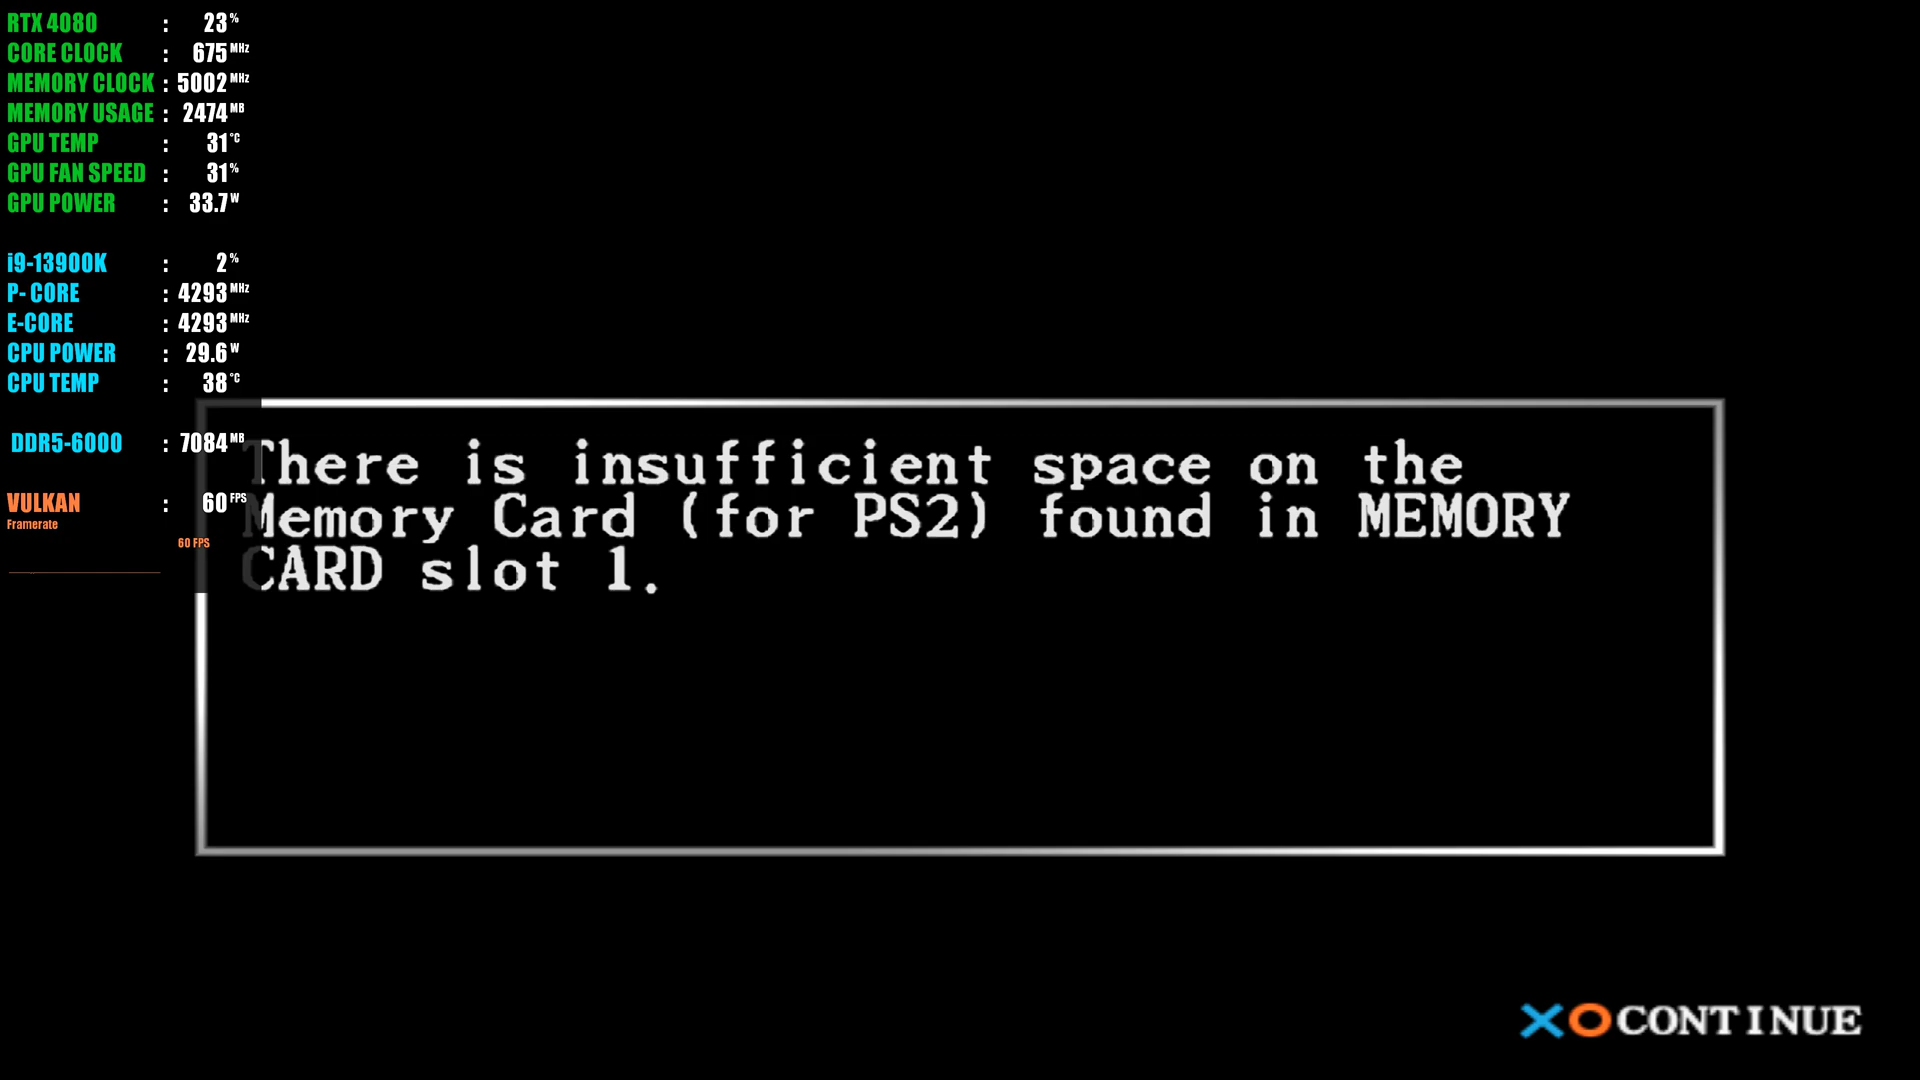 RTX 4080 : 23%
CORE CLOCK : 675 MHz
MEMORY CLOCK : 5002 MHz
MEMORY USAGE : 2474 MB
GPU TEMP : 31 °C
GPU FAN SPEED : 31 %
GPU POWER : 33.7 W
i9-13900K : 2 %
P- CORE : 4293 MHz
E-CORE : 4293 MHz
CPU POWER : 29.6 W
CPU TEMP : 38 °C
DDR5-6000 : 7084 MB
VULKAN : 60 FPS
Framerate
60 FPS
There is insufficient space on the
Memory Card (for PS2) found in MEMORY
CARD slot 1.
CONTINUE